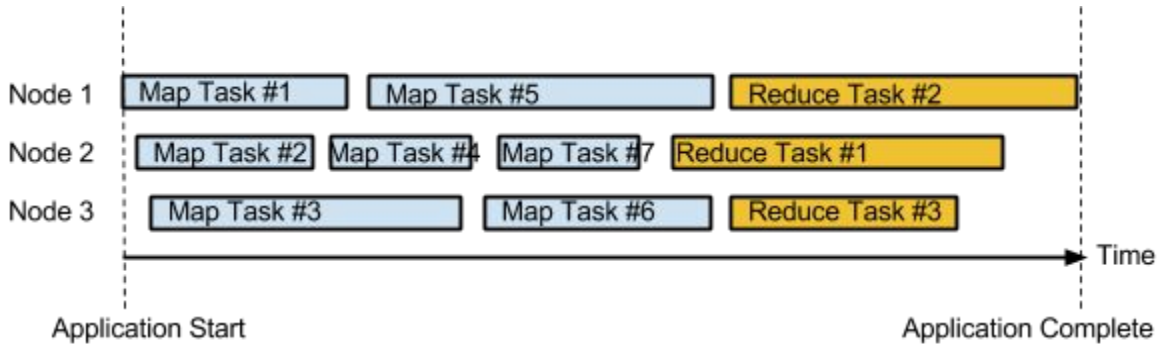 Node 1 Map Task #1 Map Task #5 Reduce Task #2
Node 2 Map Task #2 Map Task #4 Map Task #7 Reduce Task #1
Node 3 Map Task #3 Map Task #6 Reduce Task #3
Time
Application Start Application Complete